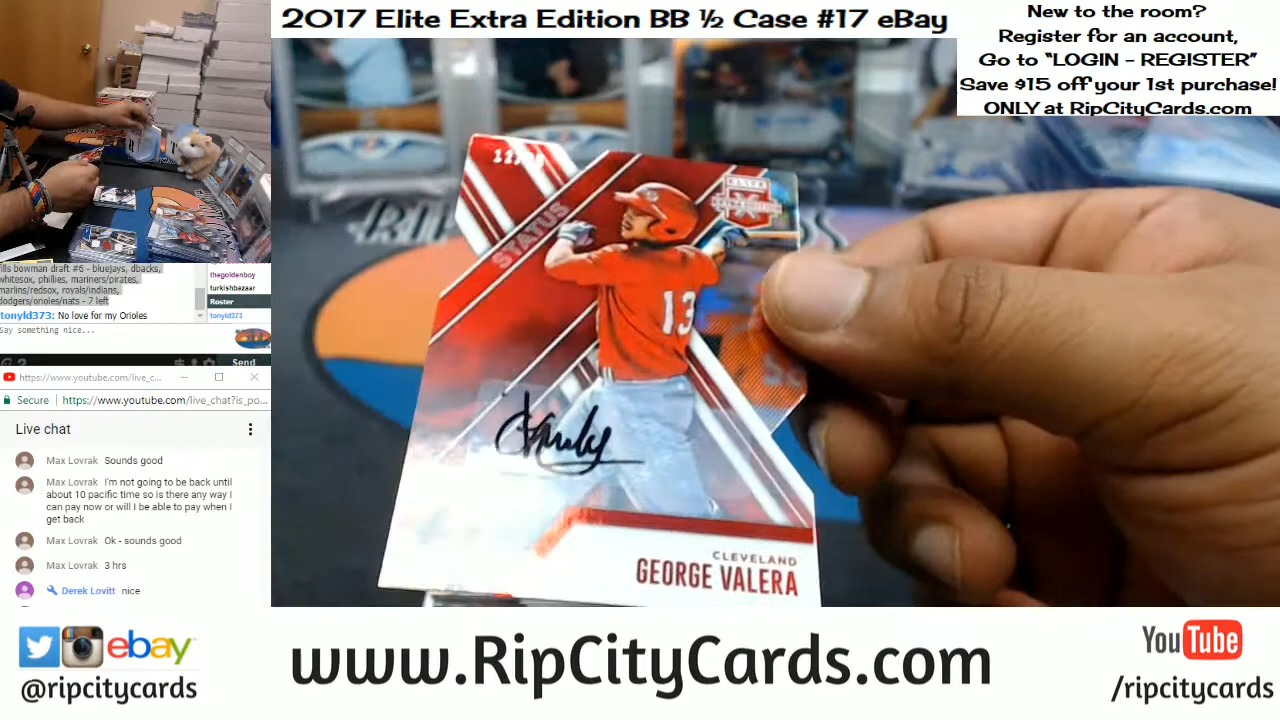 2017 Elite Extra Edition BB ½ Case #17 eBay
New to the room?
Register for an account,
Go to “LOGIN - REGISTER”
Save $15 off your 1st purchase!
ONLY at RipCityCards.com
STATUS
ELITE
EXTRA EDITION
13
CLEVELAND
GEORGE VALERA
fills bowman draft #6 - bluejays, dbacks,
whitesox, phillies, mariners/pirates,
marlins/redsox, royals/indians,
dodgers/orioles/nats - 7 left
tonyld373: No love for my Orioles
Say something nice...
thegoldenboy
turkishbazaar
Roster
tonyld373
Send
https://www.youtube.com/live_c...
Secure
https://www.youtube.com/live_chat?is_po...
Live chat
Max Lovrak Sounds good
Max Lovrak I'm not going to be back until
about 10 pacific time so is there any way I
can pay now or will I be able to pay when I
get back
Max Lovrak Ok - sounds good
Max Lovrak 3 hrs
Derek Lovitt nice
ebay
@ripcitycards
www.RipCityCards.com
YouTube
/ripcitycards